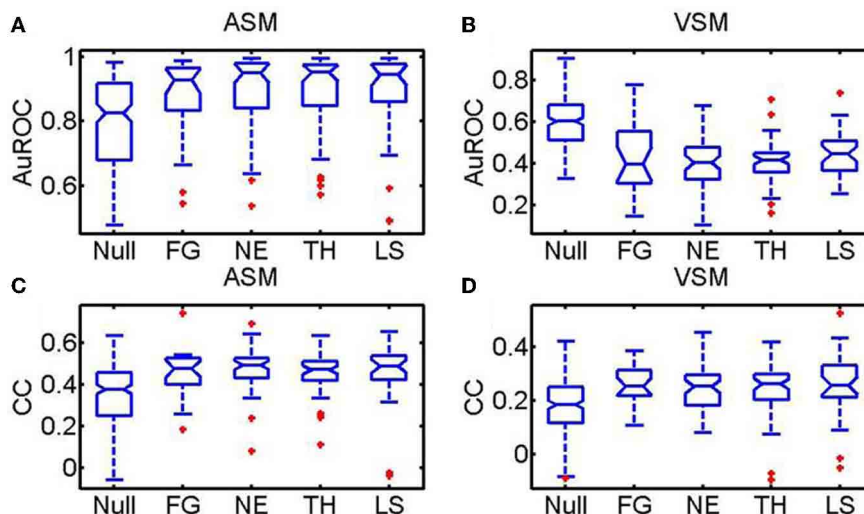 A
ASM
AuROC
1
0.8
0.6
Null FG NE TH LS
B
VSM
AuROC
0.8
0.6
0.4
0.2
Null FG NE TH LS
C
ASM
CC
0.6
0.4
0.2
0
Null FG NE TH LS
D
VSM
CC
0.4
0.2
0
Null FG NE TH LS